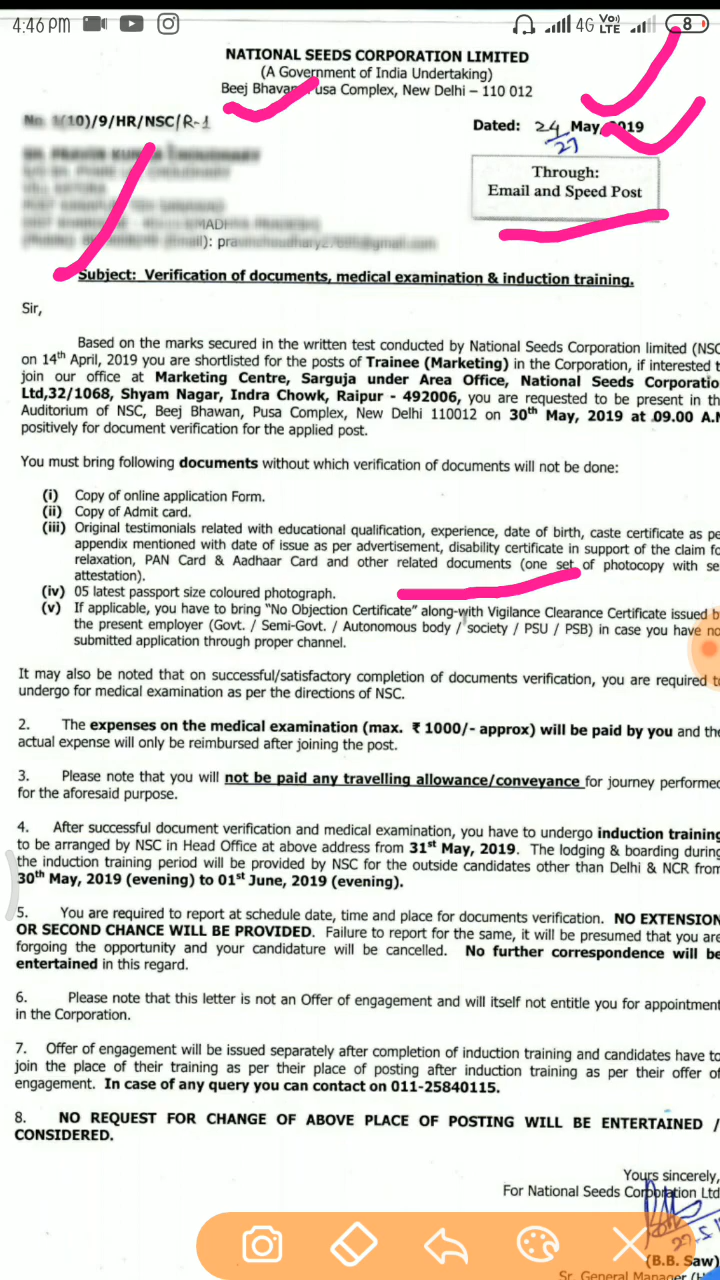 4:46 PM 4G Vo)) LTE 8
NATIONAL SEEDS CORPORATION LIMITED
(A Government of India Undertaking)
Beej Bhavan, Pusa Complex, New Delhi – 110 012
No. 1(10)/9/HR/NSC/R-1
Dated: 24 May, 2019
27
Through:
Email and Speed Post
Subject: Verification of documents, medical examination & induction training.
Sir,
Based on the marks secured in the written test conducted by National Seeds Corporation limited (NSC
on 14th April, 2019 you are shortlisted for the posts of Trainee (Marketing) in the Corporation, if interested t
join our office at Marketing Centre, Sarguja under Area Office, National Seeds Corporatio
Ltd,32/1068, Shyam Nagar, Indra Chowk, Raipur - 492006, you are requested to be present in th
Auditorium of NSC, Beej Bhawan, Pusa Complex, New Delhi 110012 on 30th May, 2019 at 09.00 A.M
positively for document verification for the applied post.
You must bring following documents without which verification of documents will not be done:
(i) Copy of online application Form.
(ii) Copy of Admit card.
(iii) Original testimonials related with educational qualification, experience, date of birth, caste certificate as pe
appendix mentioned with date of issue as per advertisement, disability certificate in support of the claim fo
relaxation, PAN Card & Aadhaar Card and other related documents (one set of photocopy with se
attestation).
(iv) 05 latest passport size coloured photograph.
(v) If applicable, you have to bring "No Objection Certificate" along-with Vigilance Clearance Certificate issued b
the present employer (Govt. / Semi-Govt. / Autonomous body / society / PSU / PSB) in case you have no
submitted application through proper channel.
It may also be noted that on successful/satisfactory completion of documents verification, you are required to
undergo for medical examination as per the directions of NSC.
2. The expenses on the medical examination (max. ₹ 1000/- approx) will be paid by you and the
actual expense will only be reimbursed after joining the post.
3. Please note that you will not be paid any travelling allowance/conveyance for journey performed
for the aforesaid purpose.
4. After successful document verification and medical examination, you have to undergo induction training
to be arranged by NSC in Head Office at above address from 31st May, 2019. The lodging & boarding during
the induction training period will be provided by NSC for the outside candidates other than Delhi & NCR from
30th May, 2019 (evening) to 01st June, 2019 (evening).
5. You are required to report at schedule date, time and place for documents verification. NO EXTENSION
OR SECOND CHANCE WILL BE PROVIDED. Failure to report for the same, it will be presumed that you are
forgoing the opportunity and your candidature will be cancelled. No further correspondence will be
entertained in this regard.
6. Please note that this letter is not an Offer of engagement and will itself not entitle you for appointment
in the Corporation.
7. Offer of engagement will be issued separately after completion of induction training and candidates have to
join the place of their training as per their place of posting after induction training as per their offer of
engagement. In case of any query you can contact on 011-25840115.
8. NO REQUEST FOR CHANGE OF ABOVE PLACE OF POSTING WILL BE ENTERTAINED /
CONSIDERED.
Yours sincerely,
For National Seeds Corporation Ltd
(B.B. Saw)
Sr. General Manager (H